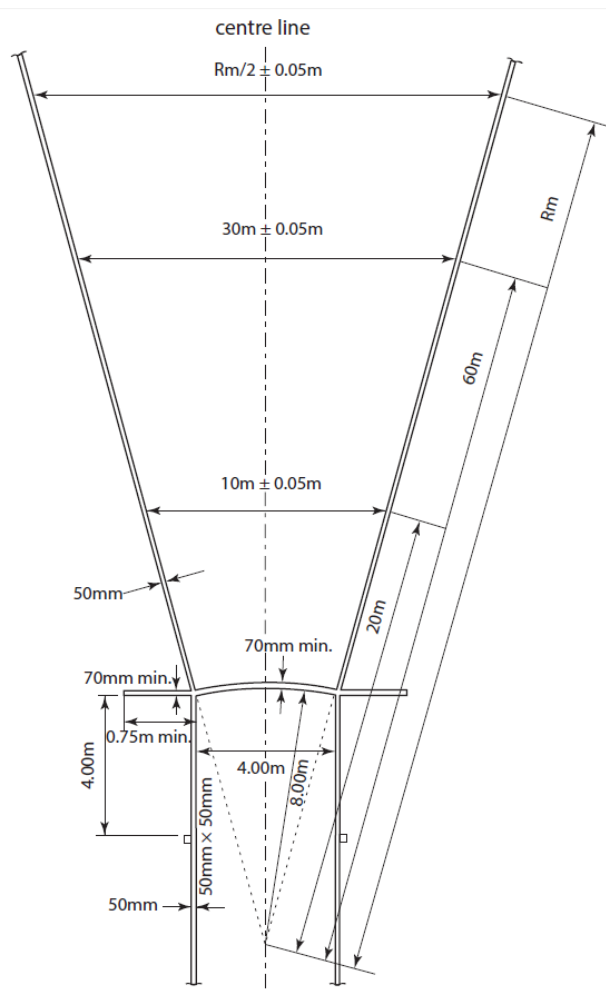 centre line
Rm/2 ± 0.05m
Rm
30m ± 0.05m
60m
10m ± 0.05m
50mm
20m
70mm min.
70mm min.
0.75m min.
4.00m
4.00m
8.00m
50mm × 50mm
50mm